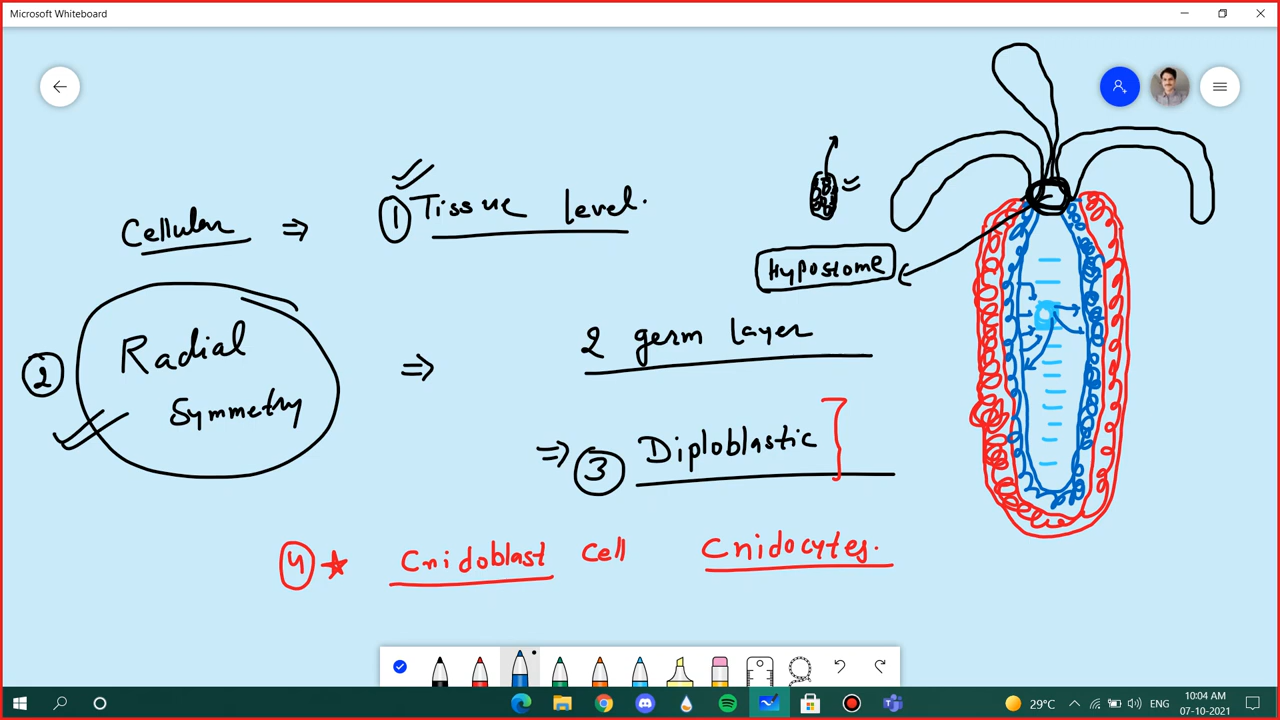 Microsoft Whiteboard
Cellular ⇒ ① Tissue level.
Hypostome
② Radial Symmetry ⇒ 2 germ layer
⇒ ③ Diploblastic
④ ★ Cnidoblast Cell Cnidocytes.
29°C ENG 10:04 AM
07-10-2021